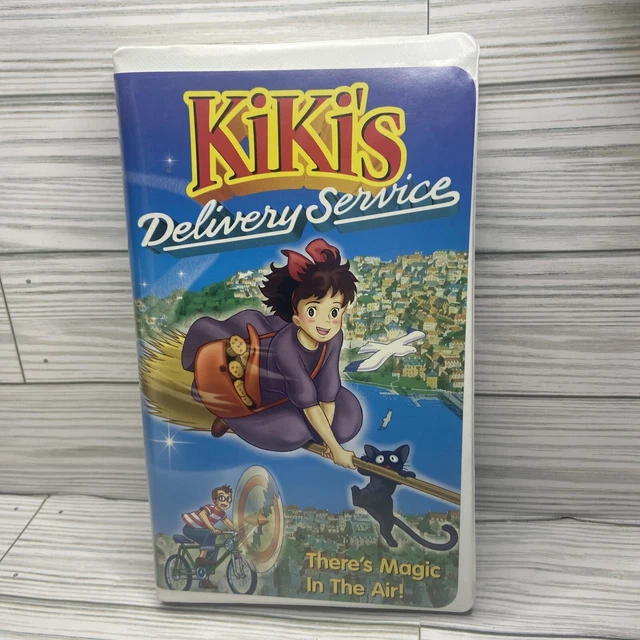 KiKi's
Delivery Service
There's Magic
In The Air!